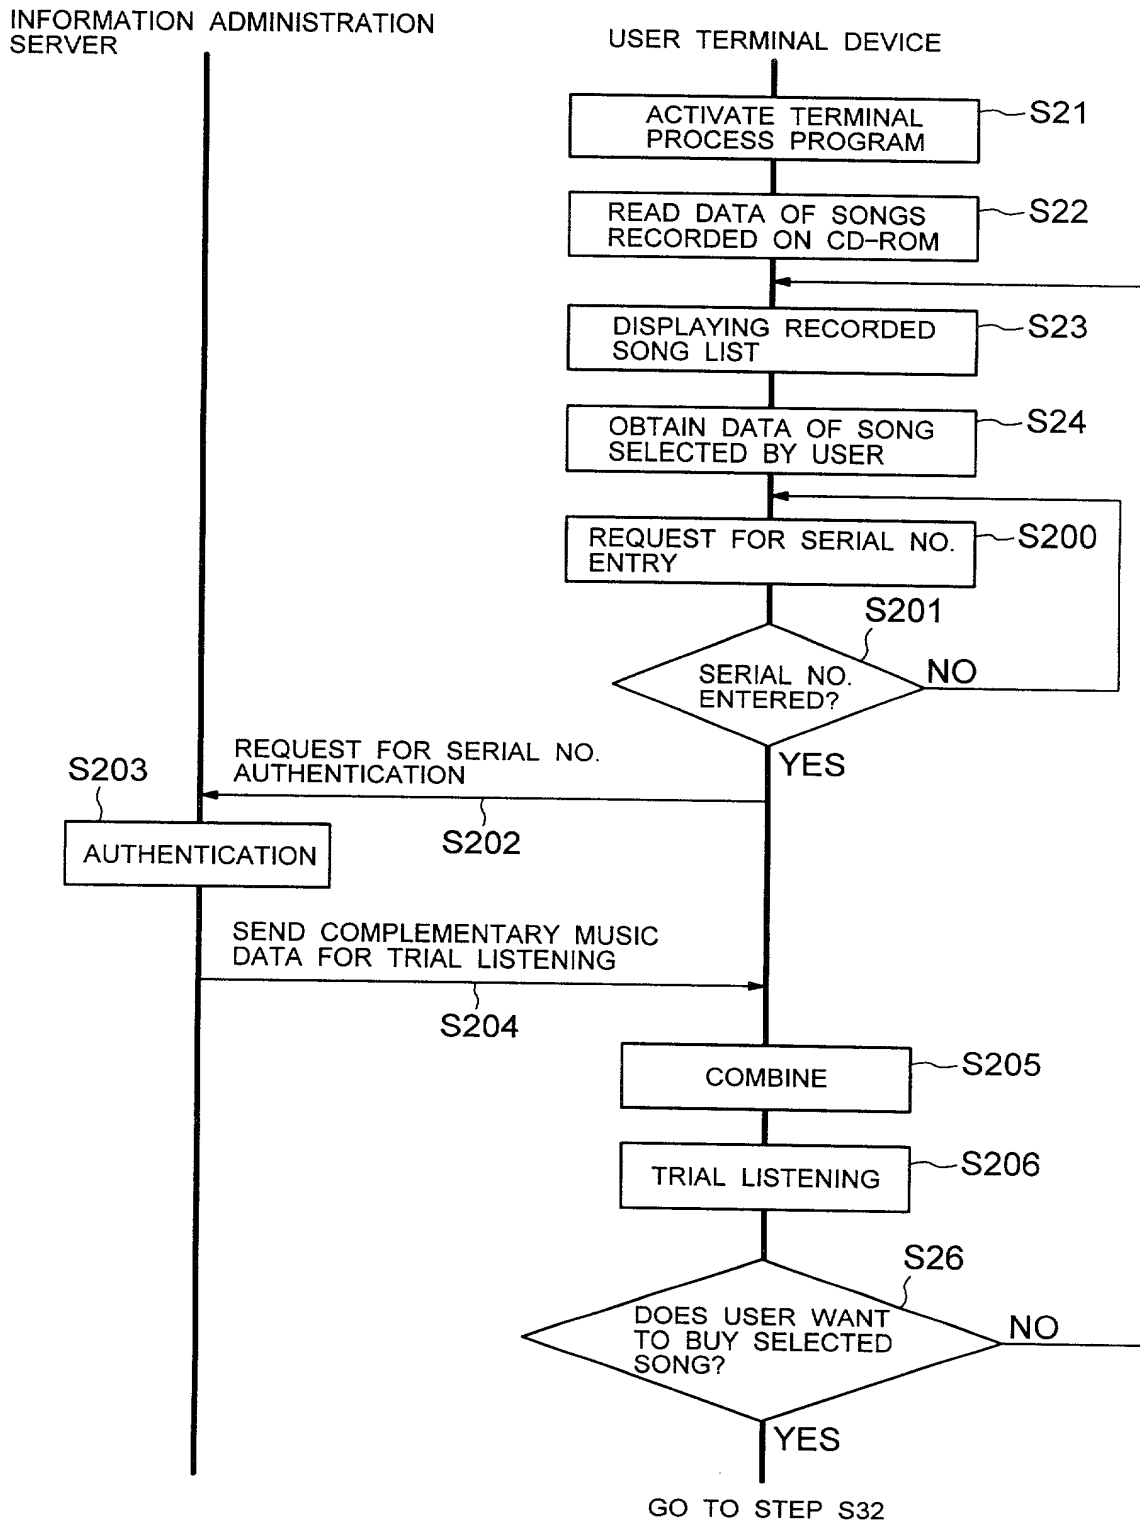 INFORMATION ADMINISTRATION
SERVER
USER TERMINAL DEVICE
ACTIVATE TERMINAL
PROCESS PROGRAM
S21
READ DATA OF SONGS
RECORDED ON CD-ROM
S22
DISPLAYING RECORDED
SONG LIST
S23
OBTAIN DATA OF SONG
SELECTED BY USER
S24
REQUEST FOR SERIAL NO.
ENTRY
S200
S201
SERIAL NO.
ENTERED?
NO
YES
REQUEST FOR SERIAL NO.
AUTHENTICATION
S202
S203
AUTHENTICATION
SEND COMPLEMENTARY MUSIC
DATA FOR TRIAL LISTENING
S204
COMBINE
S205
TRIAL LISTENING
S206
S26
DOES USER WANT
TO BUY SELECTED
SONG?
NO
YES
GO TO STEP S32